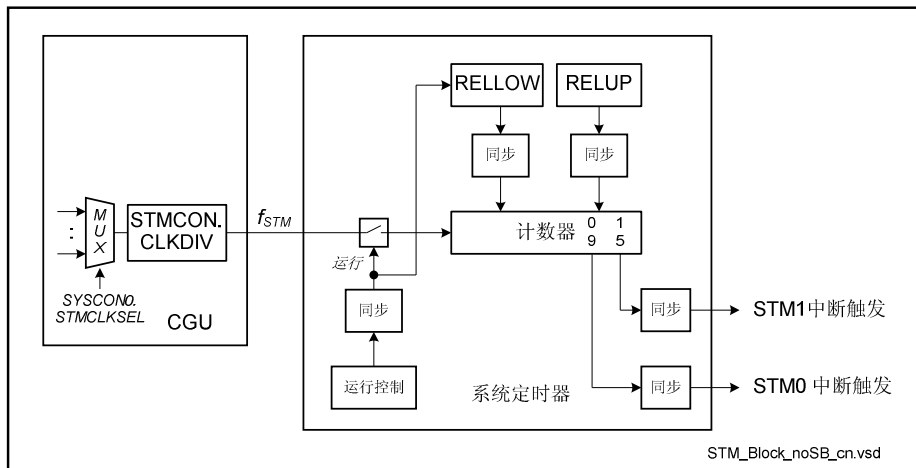 RELLOW
RELUP
同步
同步
MUX
STMCON.
CLKDIV
fSTM
计数器
0 1
9 5
运行
SYSCON0.
STMCLKSEL
CGU
同步
同步
STM1中断触发
运行控制
系统定时器
同步
STM0 中断触发
STM_Block_noSB_cn.vsd